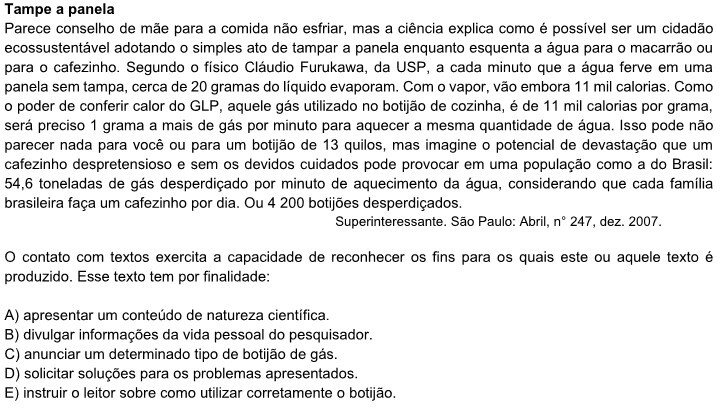 Tampe a panela
Parece conselho de mãe para a comida não esfriar, mas a ciência explica como é possível ser um cidadão
ecossustentável adotando o simples ato de tampar a panela enquanto esquenta a água para o macarrão ou
para o cafezinho. Segundo o físico Cláudio Furukawa, da USP, a cada minuto que a água ferve em uma
panela sem tampa, cerca de 20 gramas do líquido evaporam. Com o vapor, vão embora 11 mil calorias. Como
o poder de conferir calor do GLP, aquele gás utilizado no botijão de cozinha, é de 11 mil calorias por grama,
será preciso 1 grama a mais de gás por minuto para aquecer a mesma quantidade de água. Isso pode não
parecer nada para você ou para um botijão de 13 quilos, mas imagine o potencial de devastação que um
cafezinho despretensioso e sem os devidos cuidados pode provocar em uma população como a do Brasil:
54,6 toneladas de gás desperdiçado por minuto de aquecimento da água, considerando que cada família
brasileira faça um cafezinho por dia. Ou 4 200 botijões desperdiçados.
Superinteressante. São Paulo: Abril, n° 247, dez. 2007.
O contato com textos exercita a capacidade de reconhecer os fins para os quais este ou aquele texto é
produzido. Esse texto tem por finalidade:
A) apresentar um conteúdo de natureza científica.
B) divulgar informações da vida pessoal do pesquisador.
C) anunciar um determinado tipo de botijão de gás.
D) solicitar soluções para os problemas apresentados.
E) instruir o leitor sobre como utilizar corretamente o botijão.